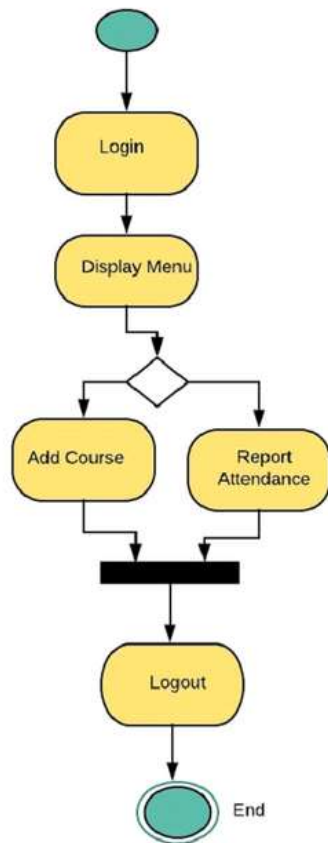 Login
Display Menu
Add Course
Report
Attendance
Logout
End